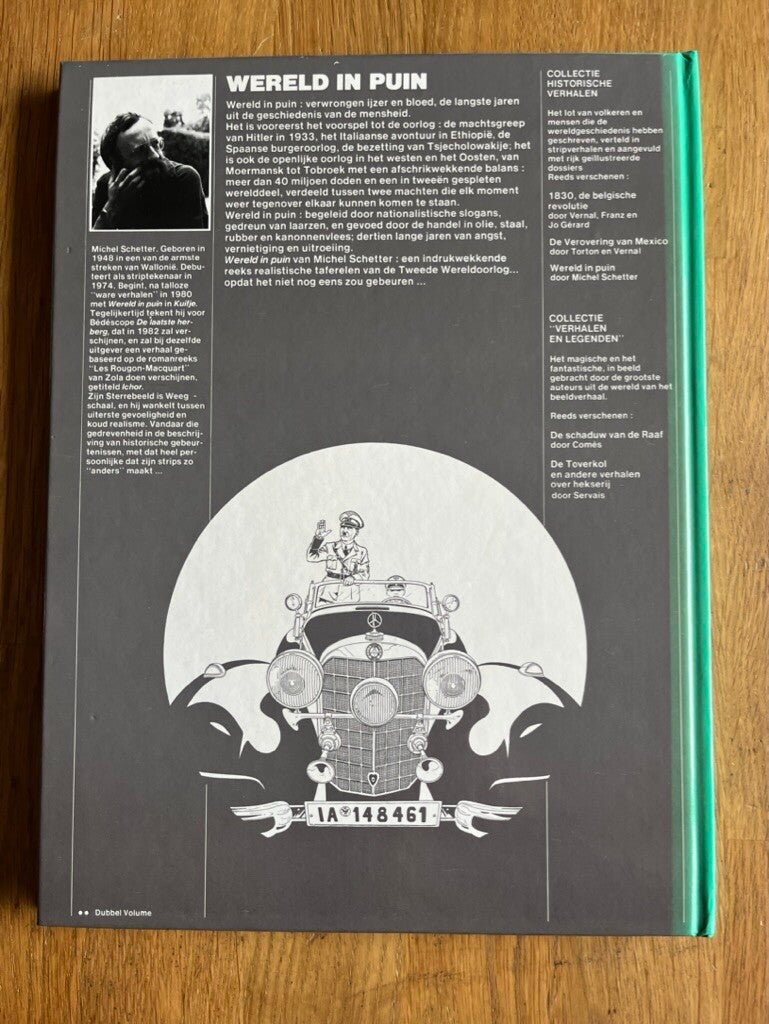 WERELD IN PUIN
Wereld in puin : verwrongen ijzer en bloed, de langste jaren
uit de geschiedenis van de mensheid.
Het is vooreerst het voorspel tot de oorlog : de machtsgreep
van Hitler in 1933, het Italiaanse avontuur in Ethiopië, de
Spaanse burgeroorlog, de bezetting van Tsjecholowakije; het
is ook de openlijke oorlog in het westen en het Oosten, van
Moermansk tot Tobroek met een afschrikwekkende balans :
meer dan 40 miljoen doden en een in tweeën gespleten
werelddeel, verdeeld tussen twee machten die elk moment
weer tegenover elkaar kunnen komen te staan.
Wereld in puin : begeleid door nationalistische slogans,
gedreun van laarzen, en gevoed door de handel in olie, staal,
rubber en kanonnenvlees; dertien lange jaren van angst,
vernietiging en uitroeiing.
Wereld in puin van Michel Schetter : een indrukwekkende
reeks realistische taferelen van de Tweede Wereldoorlog...
opdat het niet nog eens zou gebeuren ...
Michel Schetter. Geboren in
1948 in een van de armste
streken van Wallonië. Debu-
teert als striptekenaar in
1974. Begint, na talloze
"ware verhalen" in 1980
met Wereld in puin in Kuifje.
Tegelijkertijd tekent hij voor
Bédéscope De laatste her-
berg, dat in 1982 zal ver-
schijnen, en zal bij dezelfde
uitgever een verhaal ge-
baseerd op de romanreeks
"Les Rougon-Macquart"
van Zola doen verschijnen,
getiteld Ichor.
Zijn Sterrebeeld is Weeg -
schaal, en hij wankelt tussen
uiterste gevoeligheid en
koud realisme. Vandaar die
gedrevenheid in de beschrij-
ving van historische gebeur-
tenissen, met dat heel per-
soonlijke dat zijn strips zo
"anders" maakt ...
COLLECTIE
HISTORISCHE
VERHALEN
Het lot van volkeren en
mensen die de
wereldgeschiedenis hebben
geschreven, verteld in
stripverhalen en aangevuld
met rijk geïllustreerde
dossiers
Reeds verschenen :
1830, de belgische
revolutie
door Vernal, Franz en
Jo Gérard
De Verovering van Mexico
door Torton en Vernal
Wereld in puin
door Michel Schetter
COLLECTIE
"VERHALEN
EN LEGENDEN"
Het magische en het
fantastische, in beeld
gebracht door de grootste
auteurs uit de wereld van het
beeldverhaal.
Reeds verschenen :
De schaduw van de Raaf
door Comès
De Toverkol
en andere verhalen
over hekserij
door Servais
IA 148461
Dubbel Volume